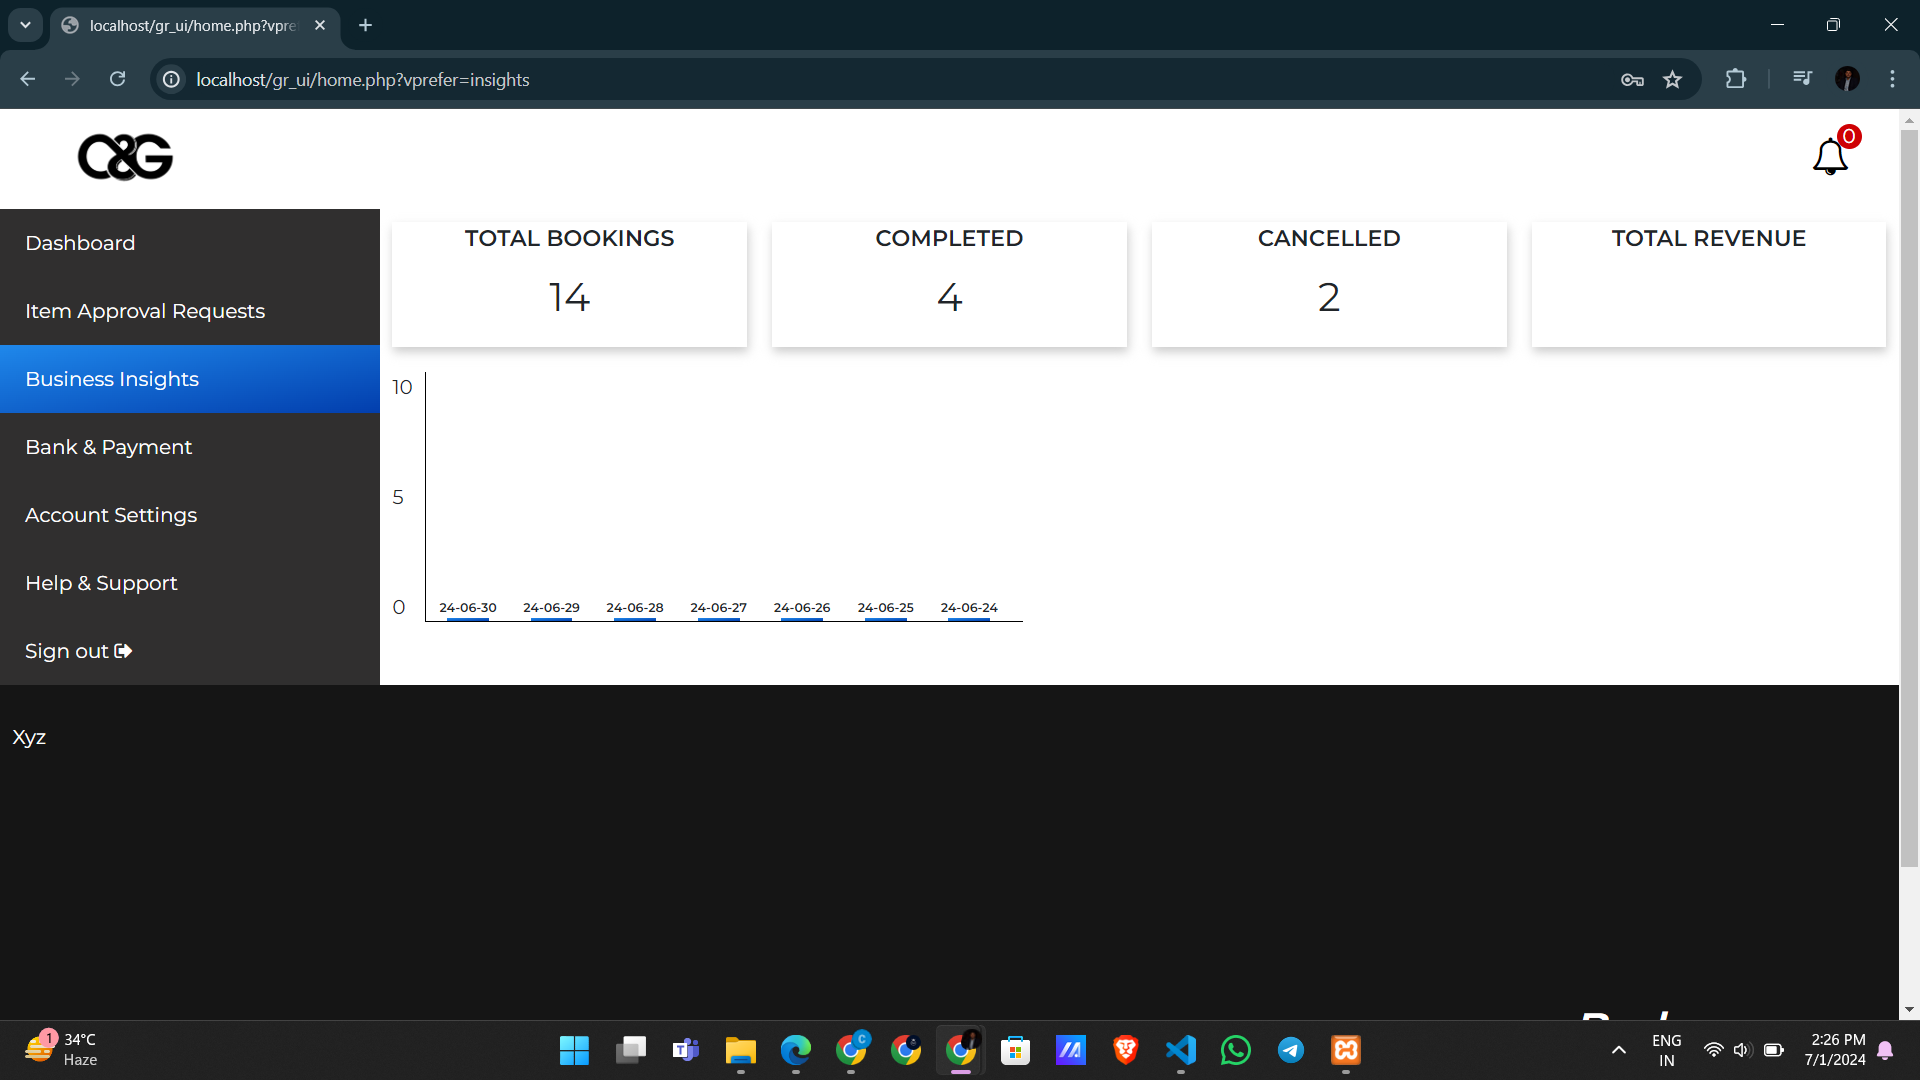 localhost/gr_ui/home.php?vpre
localhost/gr_ui/home.php?vprefer=insights
C&G
0
Dashboard
Item Approval Requests
Business Insights
Bank & Payment
Account Settings
Help & Support
Sign out
TOTAL BOOKINGS
14
COMPLETED
4
CANCELLED
2
TOTAL REVENUE
10
5
0
24-06-30 24-06-29 24-06-28 24-06-27 24-06-26 24-06-25 24-06-24
Xyz
1
34°C
Haze
C
ENG
IN
2:26 PM
7/1/2024